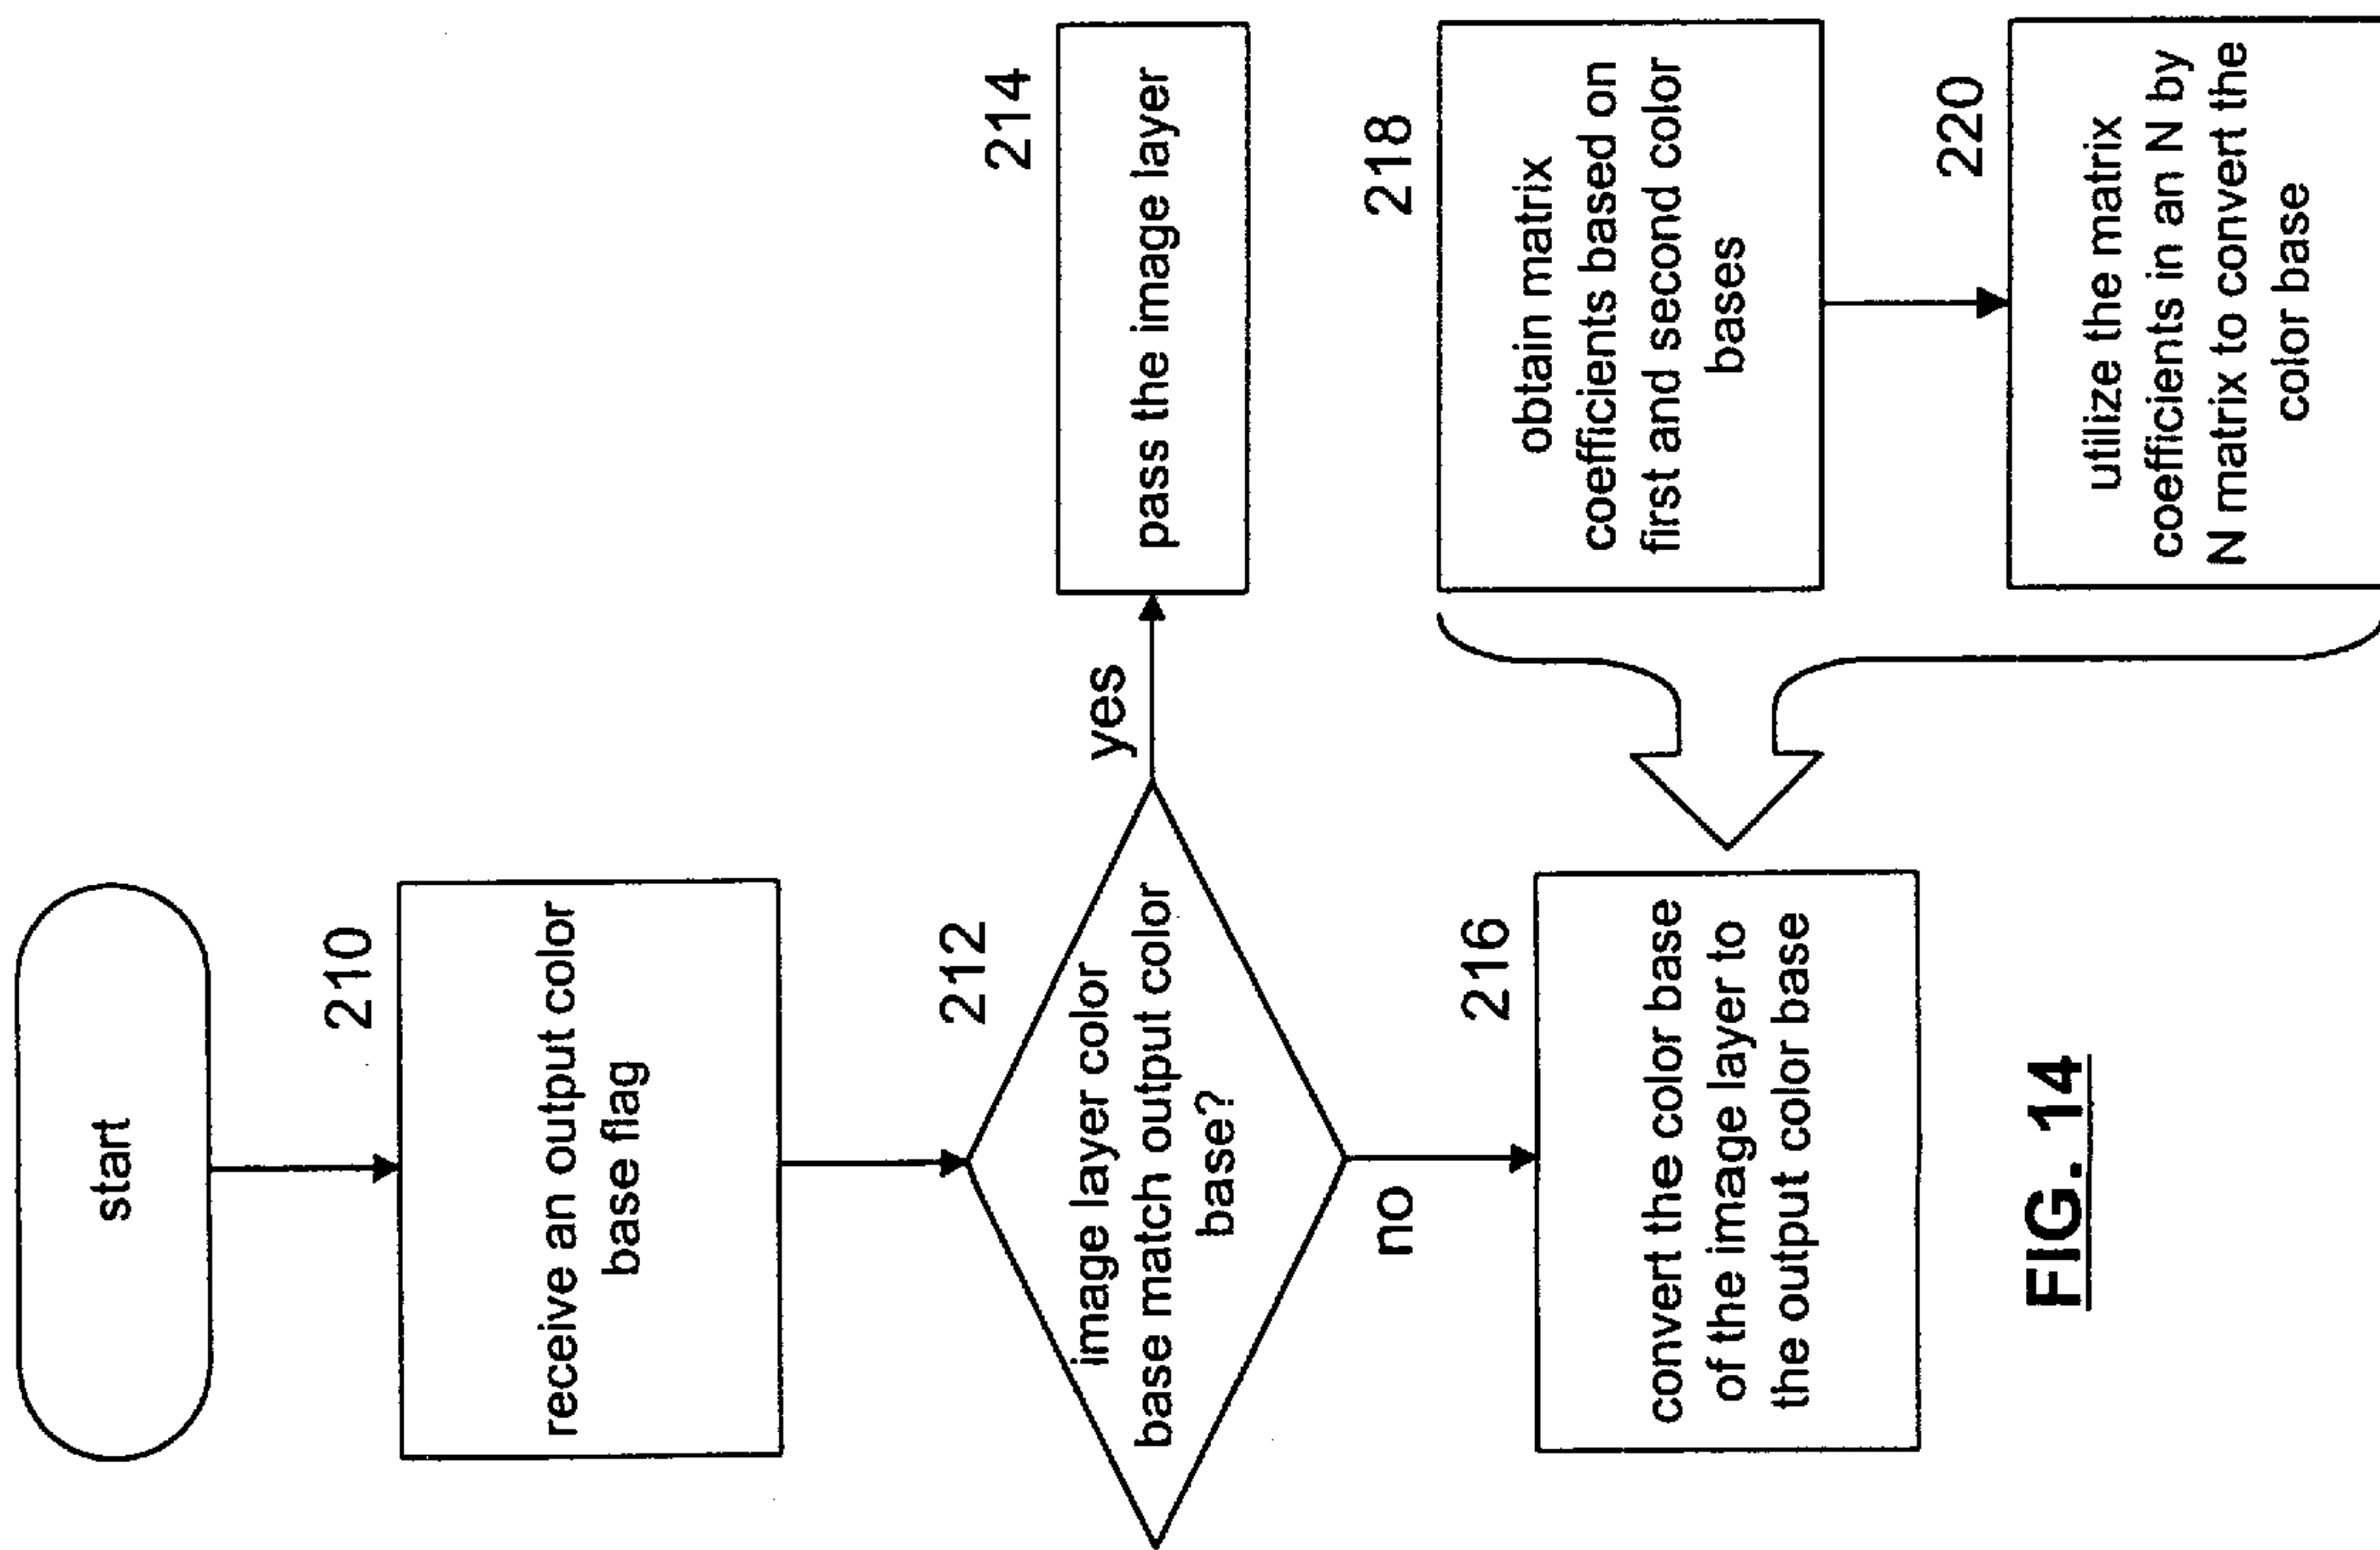 start
210
receive an output color
base flag
212
image layer color
base match output color
base?
yes
214
pass the image layer
no
216
convert the color base
of the image layer to
the output color base
218
obtain matrix
coefficients based on
first and second color
bases
220
utilize the matrix
coefficients in an N by
N matrix to convert the
color base
FIG. 14